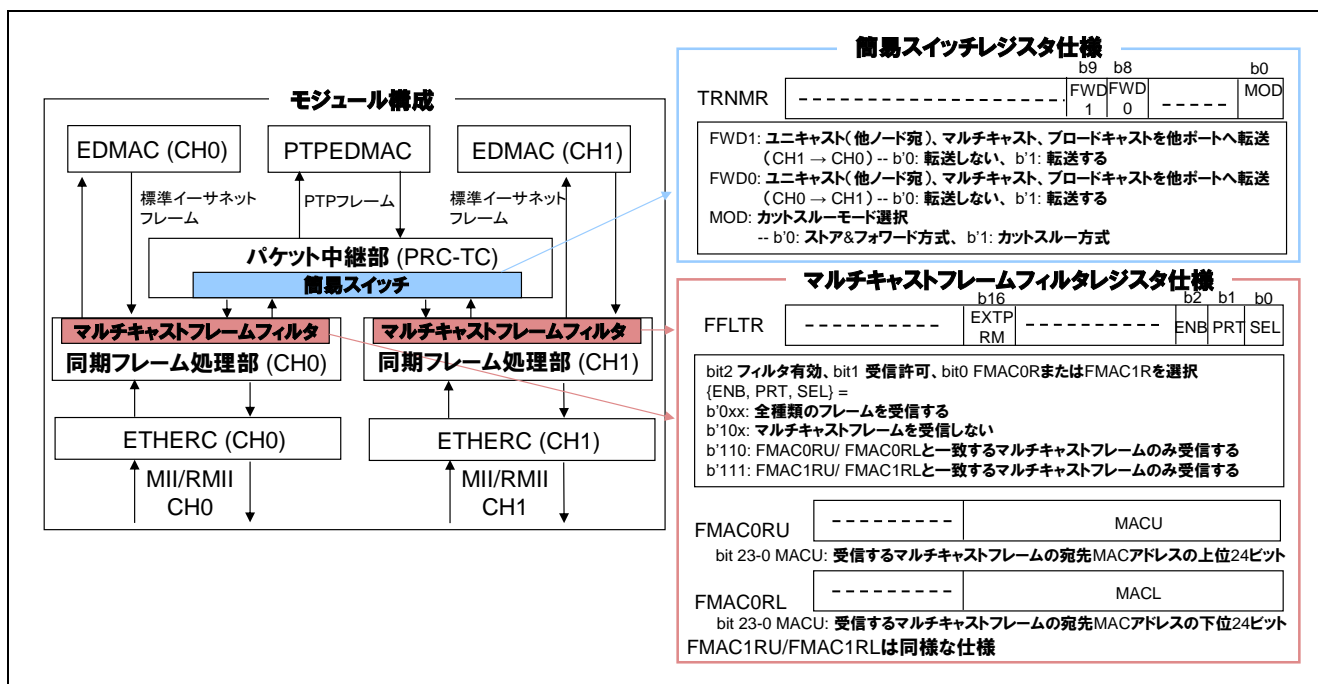 モジュール構成
EDMAC (CH0)
PTPEDMAC
EDMAC (CH1)
標準イーサネット
フレーム
PTPフレーム
標準イーサネット
フレーム
パケット中継部 (PRC-TC)
簡易スイッチ
マルチキャストフレームフィルタ
同期フレーム処理部 (CH0)
マルチキャストフレームフィルタ
同期フレーム処理部 (CH1)
ETHERC (CH0)
ETHERC (CH1)
MII/RMII
CH0
MII/RMII
CH1
簡易スイッチレジスタ仕様
b9 b8 b0
TRNMR
FWD
1
FWD
0
MOD
FWD1: ユニキャスト(他ノード宛)、マルチキャスト、ブロードキャストを他ポートへ転送
(CH1 → CH0) -- b'0: 転送しない、b'1: 転送する
FWD0: ユニキャスト(他ノード宛)、マルチキャスト、ブロードキャストを他ポートへ転送
(CH0 → CH1) -- b'0: 転送しない、b'1: 転送する
MOD: カットスルーモード選択
-- b'0: ストア&フォワード方式、b'1: カットスルー方式
マルチキャストフレームフィルタレジスタ仕様
b16 b2 b1 b0
FFLTR
EXTP
RM
ENB PRT SEL
bit2 フィルタ有効、bit1 受信許可、bit0 FMAC0RまたはFMAC1Rを選択
{ENB, PRT, SEL} =
b'0xx: 全種類のフレームを受信する
b'10x: マルチキャストフレームを受信しない
b'110: FMAC0RU/ FMAC0RLと一致するマルチキャストフレームのみ受信する
b'111: FMAC1RU/ FMAC1RLと一致するマルチキャストフレームのみ受信する
FMAC0RU
MACU
bit 23-0 MACU: 受信するマルチキャストフレームの宛先MACアドレスの上位24ビット
FMAC0RL
MACL
bit 23-0 MACU: 受信するマルチキャストフレームの宛先MACアドレスの下位24ビット
FMAC1RU/FMAC1RLは同様な仕様